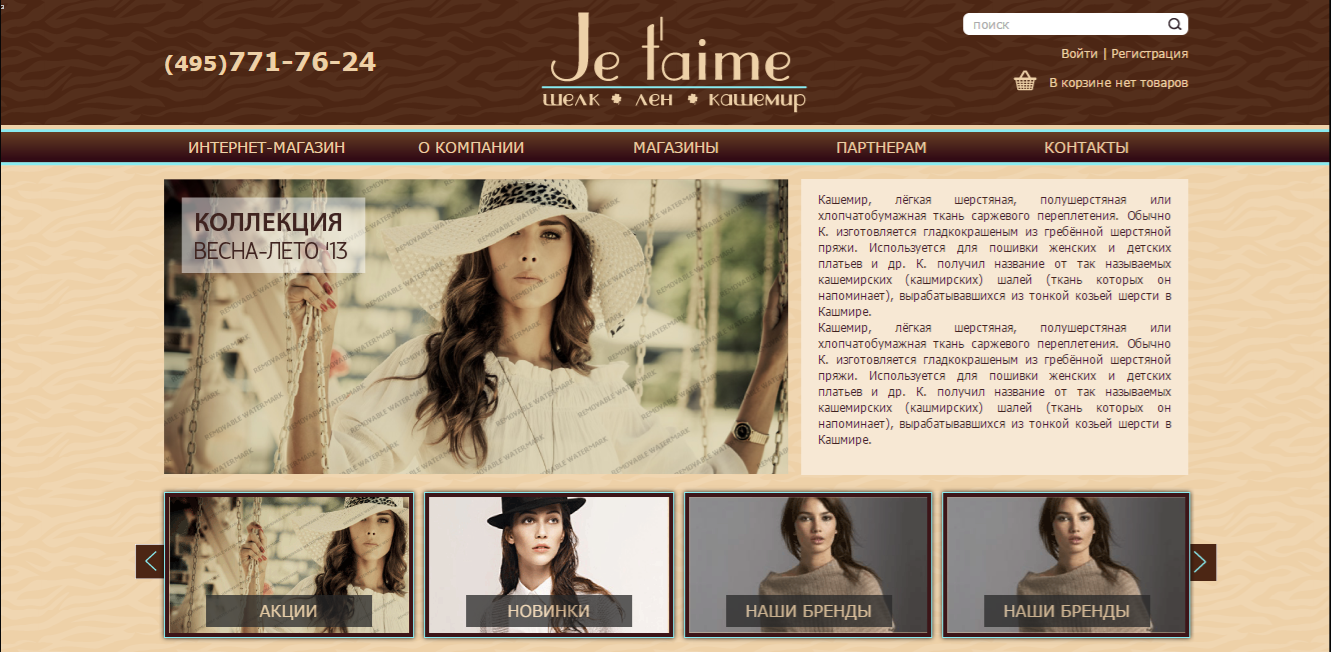 (495)771-76-24
Je t'aime
шелк лен кашемир
поиск
Войти | Регистрация
В корзине нет товаров
ИНТЕРНЕТ-МАГАЗИН О КОМПАНИИ МАГАЗИНЫ ПАРТНЕРАМ КОНТАКТЫ
КОЛЛЕКЦИЯ
ВЕСНА-ЛЕТО '13
REMOVABLE WATERMARK
Кашемир, лёгкая шерстяная, полушерстяная или
хлопчатобумажная ткань саржевого переплетения. Обычно
К. изготовляется гладкокрашеным из гребённой шерстяной
пряжи. Используется для пошивки женских и детских
платьев и др. К. получил название от так называемых
кашемирских (кашмирских) шалей (ткань которых он
напоминает), вырабатывавшихся из тонкой козьей шерсти в
Кашмире.
Кашемир, лёгкая шерстяная, полушерстяная или
хлопчатобумажная ткань саржевого переплетения. Обычно
К. изготовляется гладкокрашеным из гребённой шерстяной
пряжи. Используется для пошивки женских и детских
платьев и др. К. получил название от так называемых
кашемирских (кашмирских) шалей (ткань которых он
напоминает), вырабатывавшихся из тонкой козьей шерсти в
Кашмире.
АКЦИИ
НОВИНКИ
НАШИ БРЕНДЫ
НАШИ БРЕНДЫ